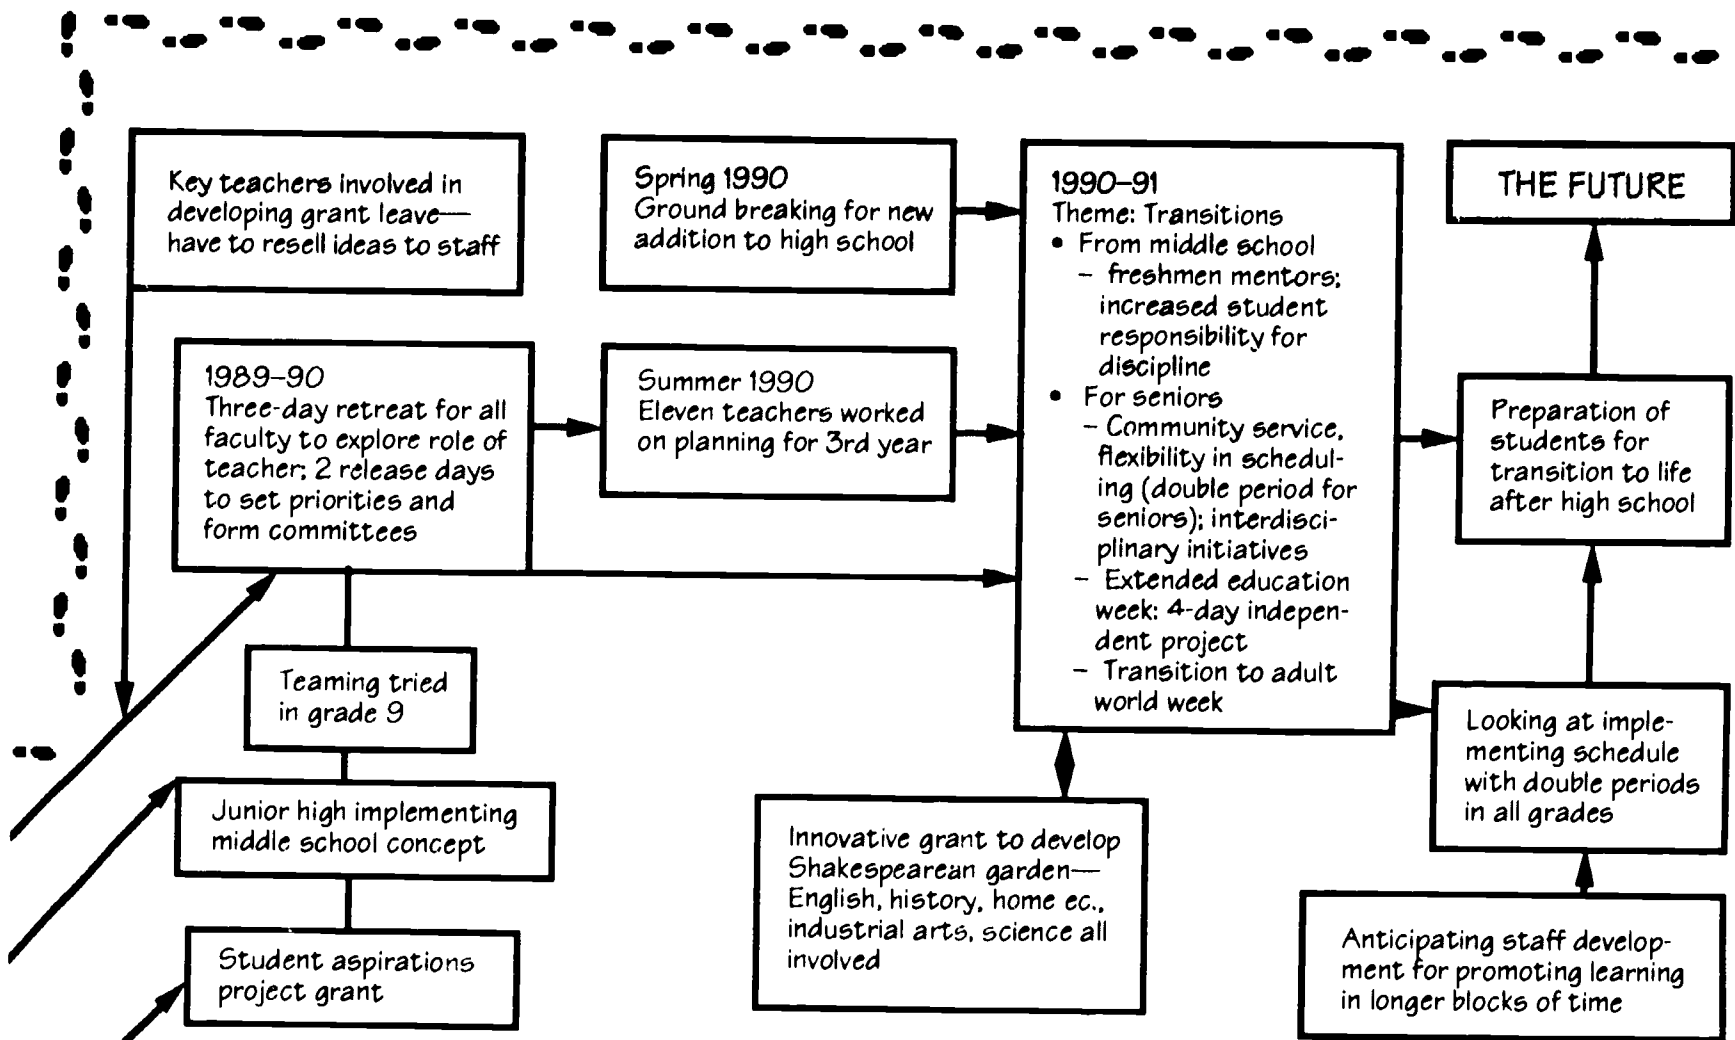 Key teachers involved in
developing grant leave—
have to resell ideas to staff
Spring 1990
Ground breaking for new
addition to high school
1990–91
Theme: Transitions
• From middle school
– freshmen mentors;
increased student
responsibility for
discipline
• For seniors
– Community service,
flexibility in schedul-
ing (double period for
seniors); interdisci-
plinary initiatives
– Extended education
week: 4-day indepen-
dent project
– Transition to adult
world week
THE FUTURE
1989–90
Three-day retreat for all
faculty to explore role of
teacher; 2 release days
to set priorities and
form committees
Summer 1990
Eleven teachers worked
on planning for 3rd year
Preparation of
students for
transition to life
after high school
Teaming tried
in grade 9
Looking at imple-
menting schedule
with double periods
in all grades
Junior high implementing
middle school concept
Innovative grant to develop
Shakespearean garden—
English, history, home ec.,
industrial arts, science all
involved
Student aspirations
project grant
Anticipating staff develop-
ment for promoting learning
in longer blocks of time